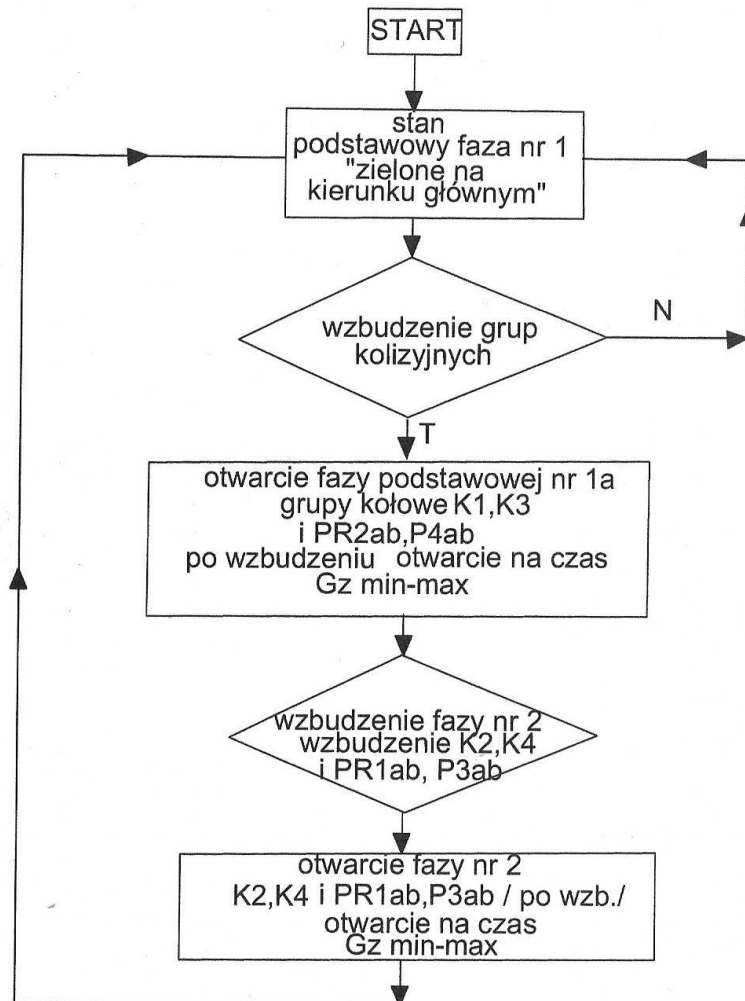 START
stan
podstawowy faza nr 1
"zielone na
kierunku głównym"
wzbudzenie grup
kolizyjnych
N
T
otwarcie fazy podstawowej nr 1a
grupy kołowe K1,K3
i PR2ab,P4ab
po wzbudzeniu otwarcie na czas
Gz min-max
wzbudzenie fazy nr 2
wzbudzenie K2,K4
i PR1ab, P3ab
otwarcie fazy nr 2
K2,K4 i PR1ab,P3ab / po wzb./
otwarcie na czas
Gz min-max